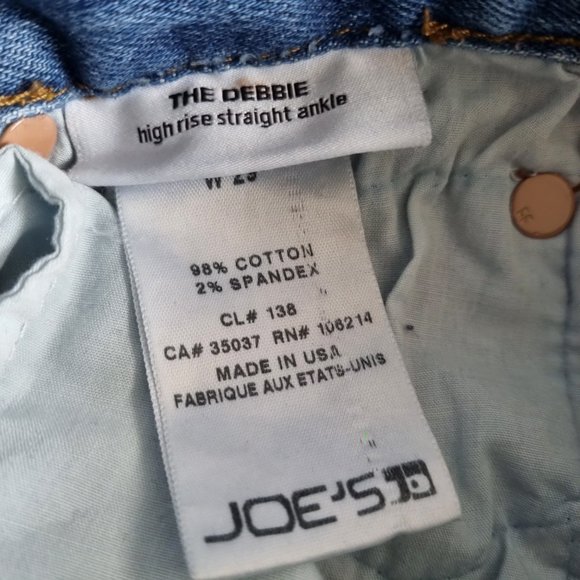 THE DEBBIE
high rise straight ankle
98% COTTON
2% SPANDEX
CL# 138
CA# 35037 RN# 106214
MADE IN USA
FABRIQUE AUX ETATS-UNIS
JOE'S